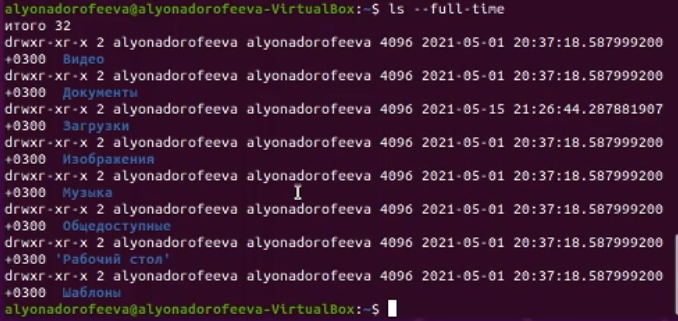 alyonadorofeeva@alyonadorofeeva-VirtualBox:~$ ls --full-time
итого 32
drwxr-xr-x 2 alyonadorofeeva alyonadorofeeva 4096 2021-05-01 20:37:18.587999200
+0300  Видео
drwxr-xr-x 2 alyonadorofeeva alyonadorofeeva 4096 2021-05-01 20:37:18.587999200
+0300  Документы
drwxr-xr-x 2 alyonadorofeeva alyonadorofeeva 4096 2021-05-15 21:26:44.287881907
+0300  Загрузки
drwxr-xr-x 2 alyonadorofeeva alyonadorofeeva 4096 2021-05-01 20:37:18.587999200
+0300  Изображения
drwxr-xr-x 2 alyonadorofeeva alyonadorofeeva 4096 2021-05-01 20:37:18.587999200
+0300  Музыка
drwxr-xr-x 2 alyonadorofeeva alyonadorofeeva 4096 2021-05-01 20:37:18.587999200
+0300  Общедоступные
drwxr-xr-x 2 alyonadorofeeva alyonadorofeeva 4096 2021-05-01 20:37:18.587999200
+0300 'Рабочий стол'
drwxr-xr-x 2 alyonadorofeeva alyonadorofeeva 4096 2021-05-01 20:37:18.587999200
+0300  Шаблоны
alyonadorofeeva@alyonadorofeeva-VirtualBox:~$